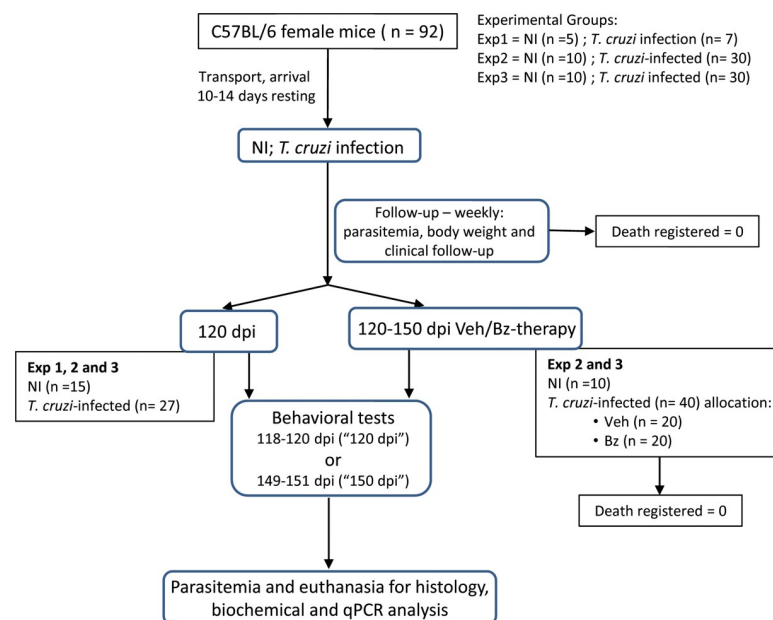 C57BL/6 female mice ( n = 92)
Experimental Groups:
Exp1 = NI (n =5) ; T. cruzi infection (n= 7)
Exp2 = NI (n =10) ; T. cruzi-infected (n= 30)
Exp3 = NI (n =10) ; T. cruzi infected (n= 30)
Transport, arrival
10-14 days resting
NI; T. cruzi infection
Follow-up – weekly:
parasitemia, body weight and
clinical follow-up
Death registered = 0
120 dpi
120-150 dpi Veh/Bz-therapy
Exp 1, 2 and 3
NI (n =15)
T. cruzi-infected (n= 27)
Exp 2 and 3
NI (n =10)
T. cruzi-infected (n= 40) allocation:
• Veh (n = 20)
• Bz (n = 20)
Behavioral tests
118-120 dpi (“120 dpi”)
or
149-151 dpi (“150 dpi”)
Death registered = 0
Parasitemia and euthanasia for histology,
biochemical and qPCR analysis